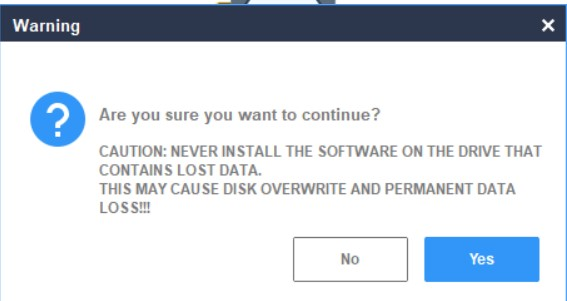 Warning
Are you sure you want to continue?
CAUTION: NEVER INSTALL THE SOFTWARE ON THE DRIVE THAT
CONTAINS LOST DATA.
THIS MAY CAUSE DISK OVERWRITE AND PERMANENT DATA
LOSS!!!
No
Yes